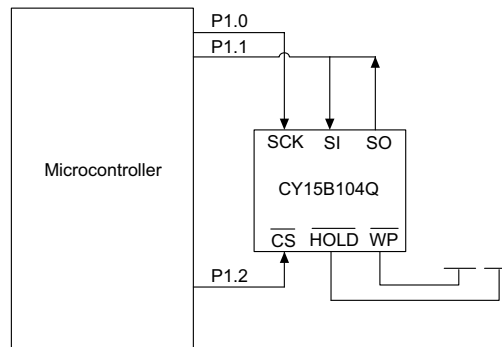 P1.0
P1.1
SCK SI SO
Microcontroller
CY15B104Q
CS HOLD WP
P1.2